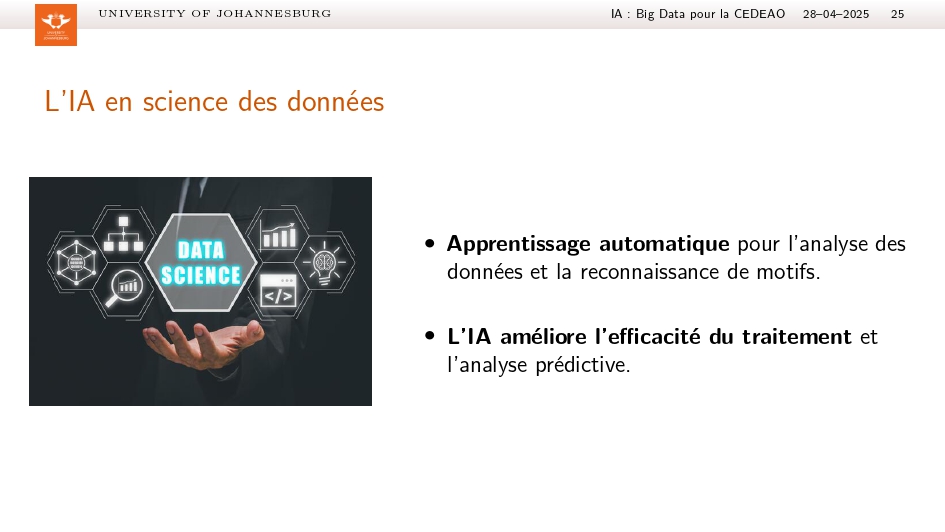 UNIVERSITY OF JOHANNESBURG
IA : Big Data pour la CEDEAO 28–04–2025 25
UNIVERSITY
JOHANNESBURG
L'IA en science des données
DATA
SCIENCE
</>
• Apprentissage automatique pour l'analyse des
données et la reconnaissance de motifs.
• L'IA améliore l'efficacité du traitement et
l'analyse prédictive.